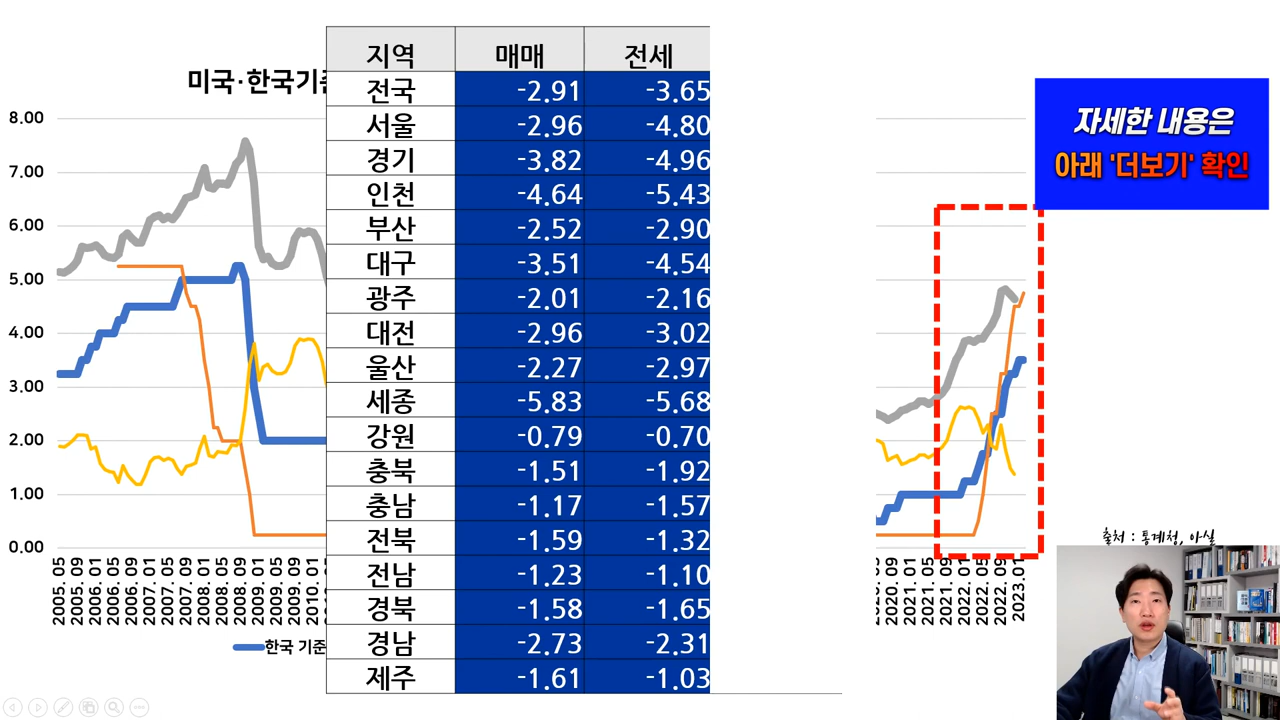 미국·한국기준
8.00
7.00
6.00
5.00
4.00
3.00
2.00
1.00
0.00
2005. 05
2005. 09
2006. 01
2006. 05
2006. 09
2007. 01
2007. 05
2007. 09
2008. 01
2008. 05
2008. 09
2009. 01
2009. 05
2009. 09
2010. 01
한국 기준
지역 매매 전세
전국 -2.91 -3.65
서울 -2.96 -4.80
경기 -3.82 -4.96
인천 -4.64 -5.43
부산 -2.52 -2.90
대구 -3.51 -4.54
광주 -2.01 -2.16
대전 -2.96 -3.02
울산 -2.27 -2.97
세종 -5.83 -5.68
강원 -0.79 -0.70
충북 -1.51 -1.92
충남 -1.17 -1.57
전북 -1.59 -1.32
전남 -1.23 -1.10
경북 -1.58 -1.65
경남 -2.73 -2.31
제주 -1.61 -1.03
2020. 09
2021. 01
2021. 05
2021. 09
2022. 01
2022. 05
2022. 09
2023. 01
자세한 내용은
아래 '더보기' 확인
출처 : 통계청, 아실